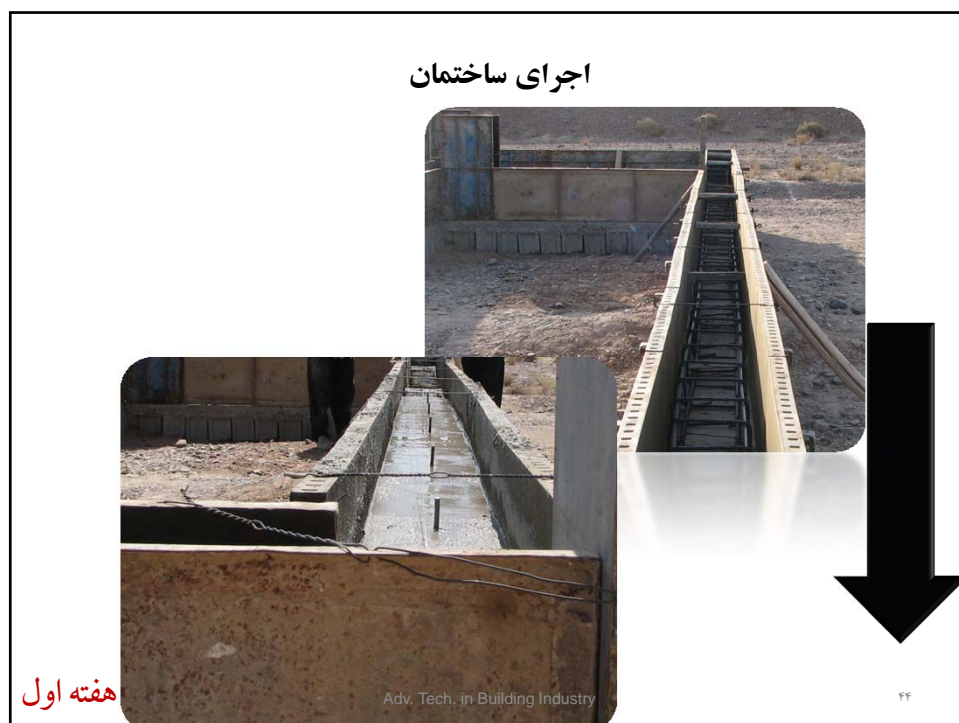 اجرای ساختمان
هفته اول
Adv. Tech. in Building Industry
۴۴